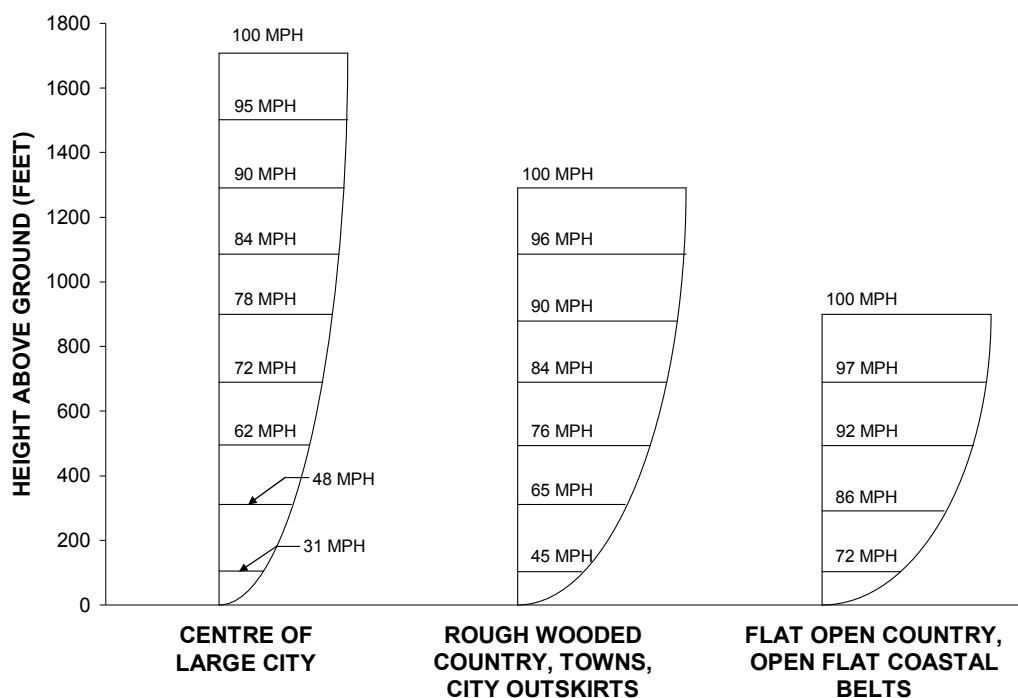 HEIGHT ABOVE GROUND (FEET)
1800
1600
1400
1200
1000
800
600
400
200
0
100 MPH
95 MPH
90 MPH
84 MPH
78 MPH
72 MPH
62 MPH
48 MPH
31 MPH
100 MPH
96 MPH
90 MPH
84 MPH
76 MPH
65 MPH
45 MPH
100 MPH
97 MPH
92 MPH
86 MPH
72 MPH
CENTRE OF
LARGE CITY
ROUGH WOODED
COUNTRY, TOWNS,
CITY OUTSKIRTS
FLAT OPEN COUNTRY,
OPEN FLAT COASTAL
BELTS